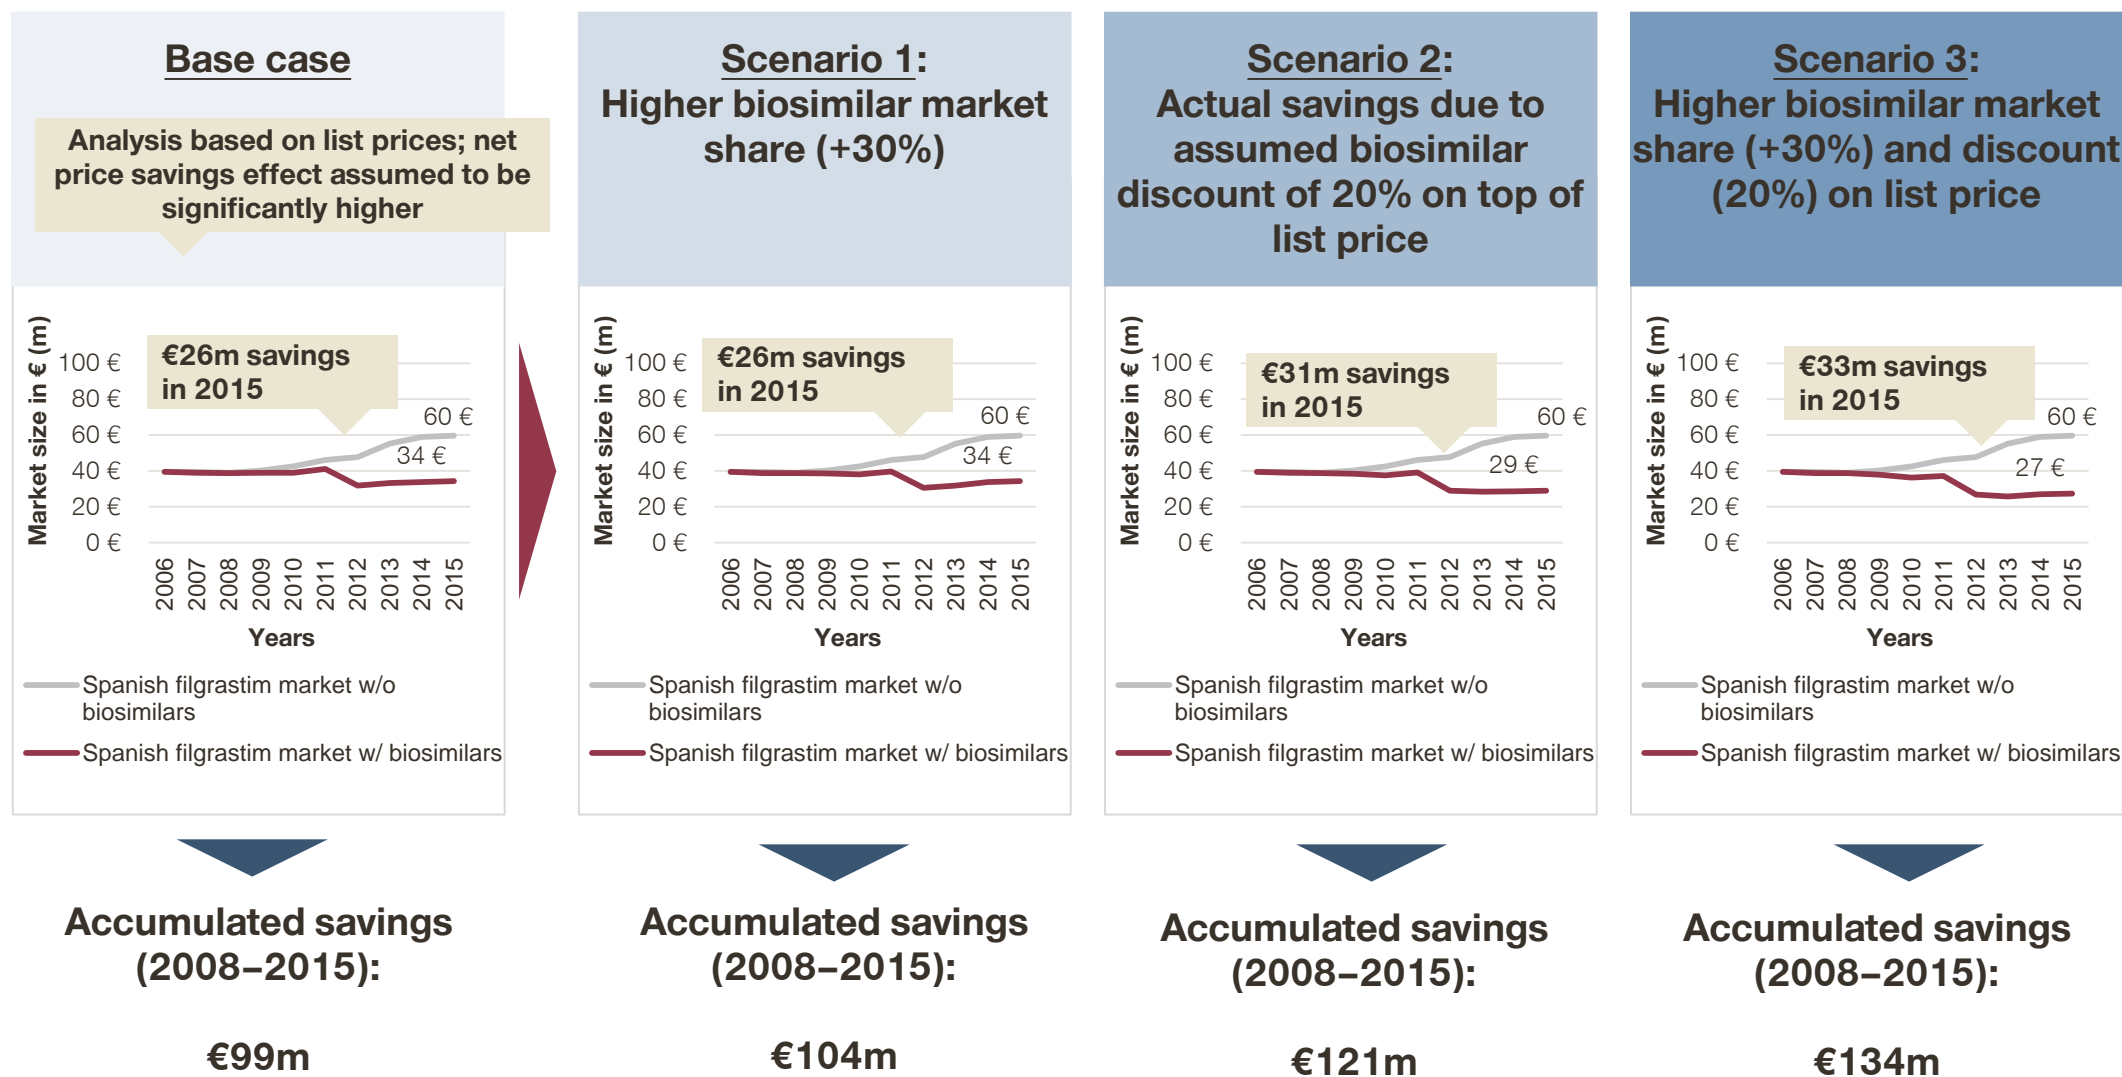 Base case
Analysis based on list prices; net
price savings effect assumed to be
significantly higher
Market size in € (m)
100 €
80 €
60 €
40 €
20 €
0 €
€26m savings
in 2015
60 €
34 €
2006
2007
2008
2009
2010
2011
2012
2013
2014
2015
Years
Spanish filgrastim market w/o
biosimilars
Spanish filgrastim market w/ biosimilars
Accumulated savings
(2008–2015):
€99m
Scenario 1:
Higher biosimilar market
share (+30%)
Market size in € (m)
100 €
80 €
60 €
40 €
20 €
0 €
€26m savings
in 2015
60 €
34 €
2006
2007
2008
2009
2010
2011
2012
2013
2014
2015
Years
Spanish filgrastim market w/o
biosimilars
Spanish filgrastim market w/ biosimilars
Accumulated savings
(2008–2015):
€104m
Scenario 2:
Actual savings due to
assumed biosimilar
discount of 20% on top of
list price
Market size in € (m)
100 €
80 €
60 €
40 €
20 €
0 €
€31m savings
in 2015
60 €
29 €
2006
2007
2008
2009
2010
2011
2012
2013
2014
2015
Years
Spanish filgrastim market w/o
biosimilars
Spanish filgrastim market w/ biosimilars
Accumulated savings
(2008–2015):
€121m
Scenario 3:
Higher biosimilar market
share (+30%) and discount
(20%) on list price
Market size in € (m)
100 €
80 €
60 €
40 €
20 €
0 €
€33m savings
in 2015
60 €
27 €
2006
2007
2008
2009
2010
2011
2012
2013
2014
2015
Years
Spanish filgrastim market w/o
biosimilars
Spanish filgrastim market w/ biosimilars
Accumulated savings
(2008–2015):
€134m